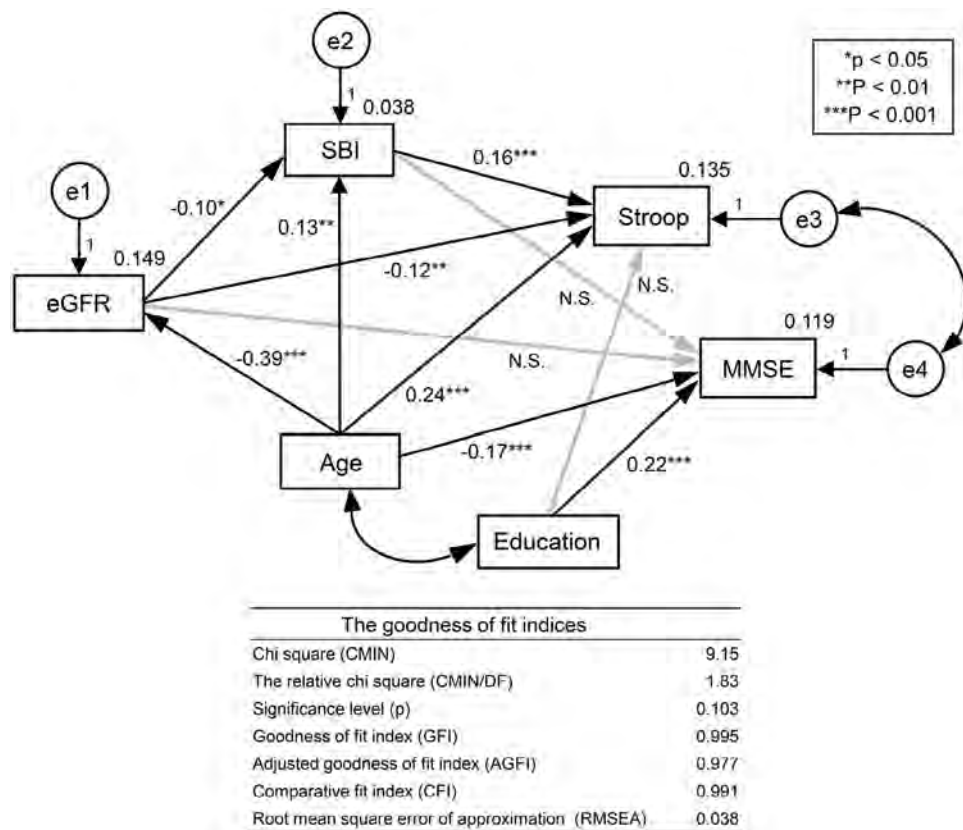 e2
*p < 0.05
**P < 0.01
***P < 0.001
1
0.038
SBI
0.16***
0.135
e1
-0.10*
Stroop
1
e3
1
0.13**
0.149
-0.12**
eGFR
N.S.
N.S.
0.119
-0.39***
N.S.
MMSE
1
e4
0.24***
Age
-0.17***
0.22***
Education
The goodness of fit indices
Chi square (CMIN) 9.15
The relative chi square (CMIN/DF) 1.83
Significance level (p) 0.103
Goodness of fit index (GFI) 0.995
Adjusted goodness of fit index (AGFI) 0.977
Comparative fit index (CFI) 0.991
Root mean square error of approximation (RMSEA) 0.038